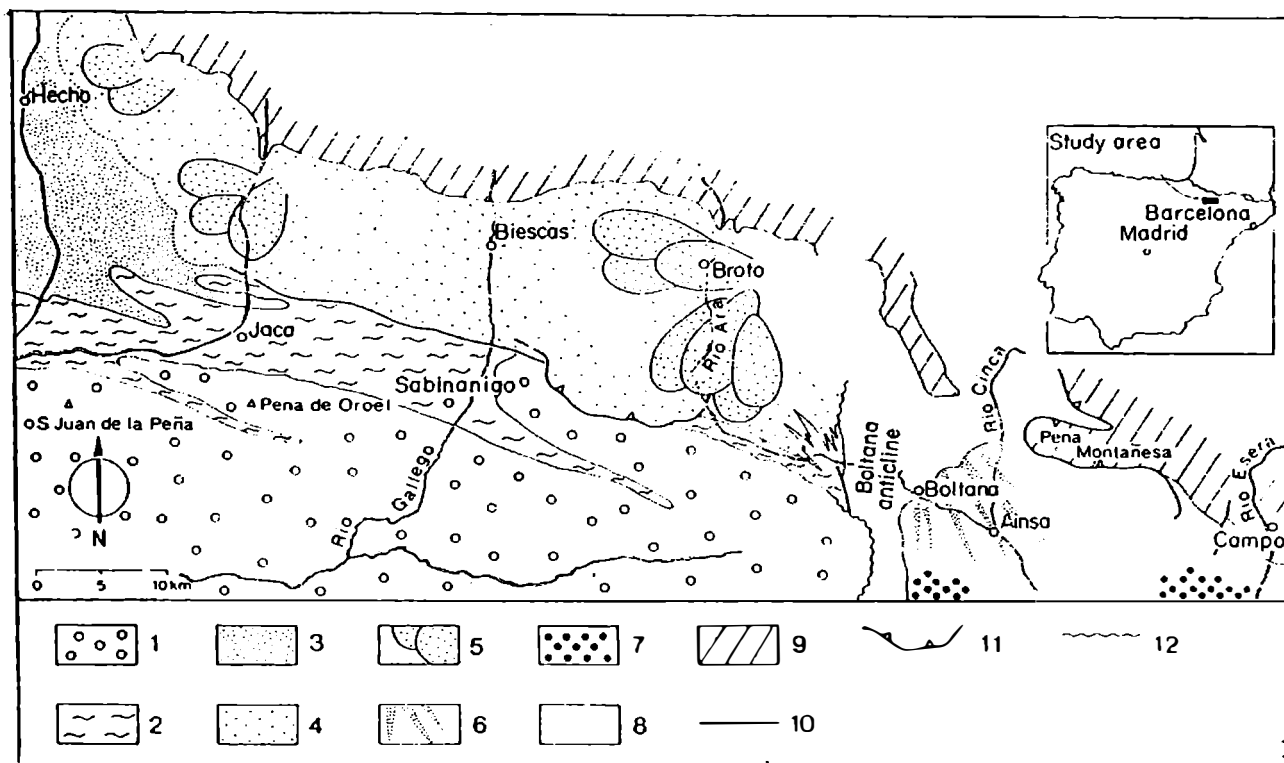 Hecho
Study area
Barcelona
Madrid
Biescas
Broto
Rio Ara
Jaca
Rio Cinca
Sabinanigo
Pena de Oroel
S Juan de la Peña
Boltana
anticline
Pena
Montañesa
Rio Esera
Boltana
Rio Gallego
Ainsa
Campo
N
0 5 10 km
1
3
5
7
9
11
12
2
4
6
8
10